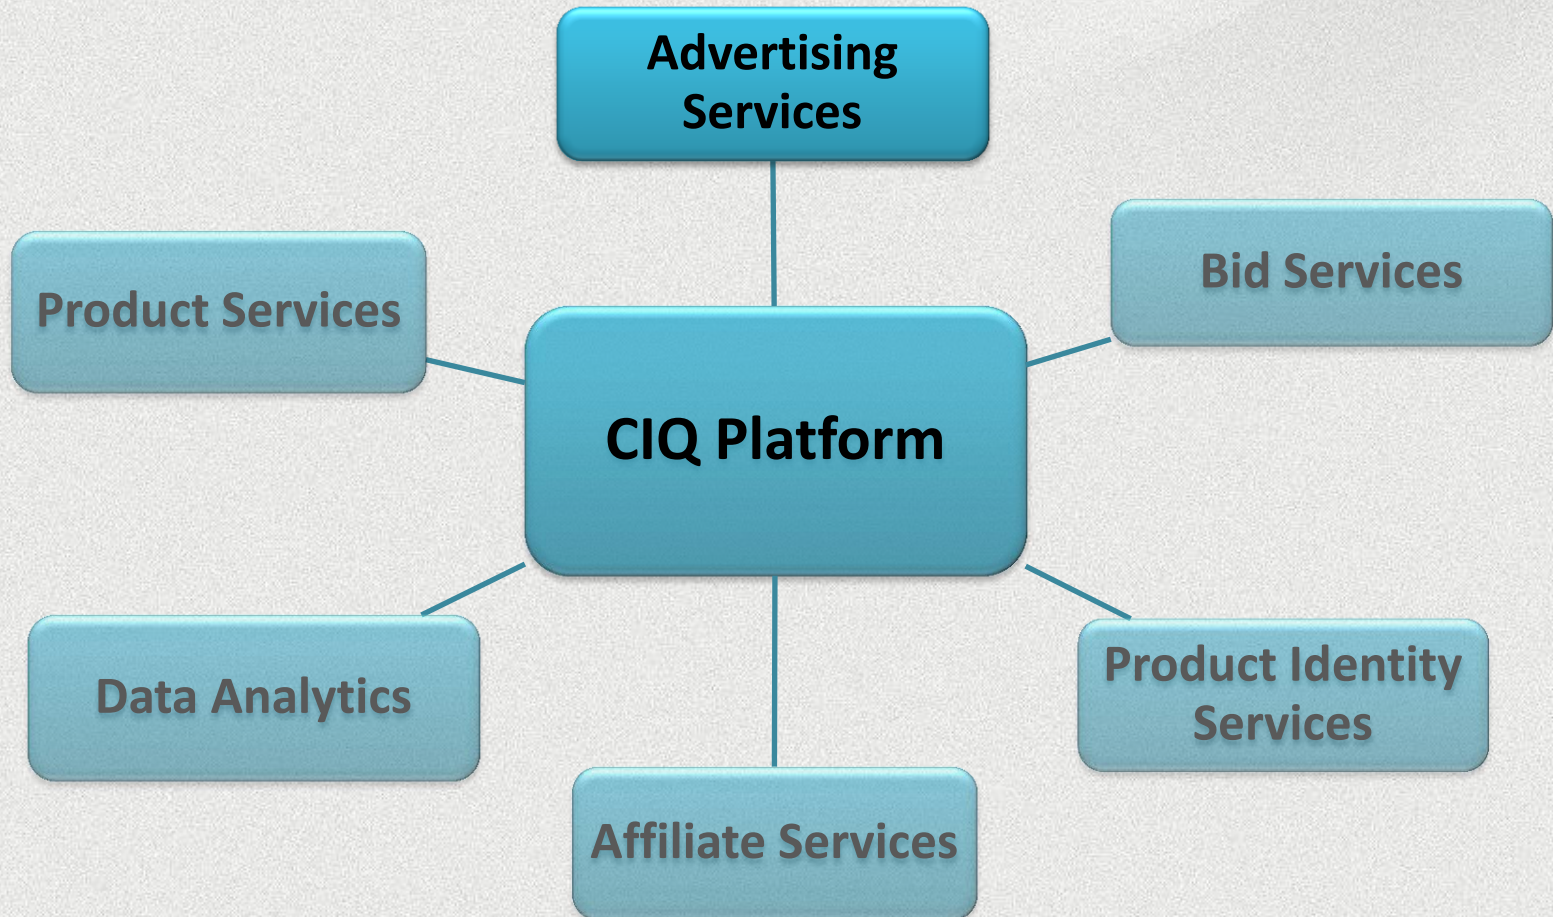 Advertising
Services
Bid Services
Product Services
CIQ Platform
Product Identity
Services
Data Analytics
Affiliate Services